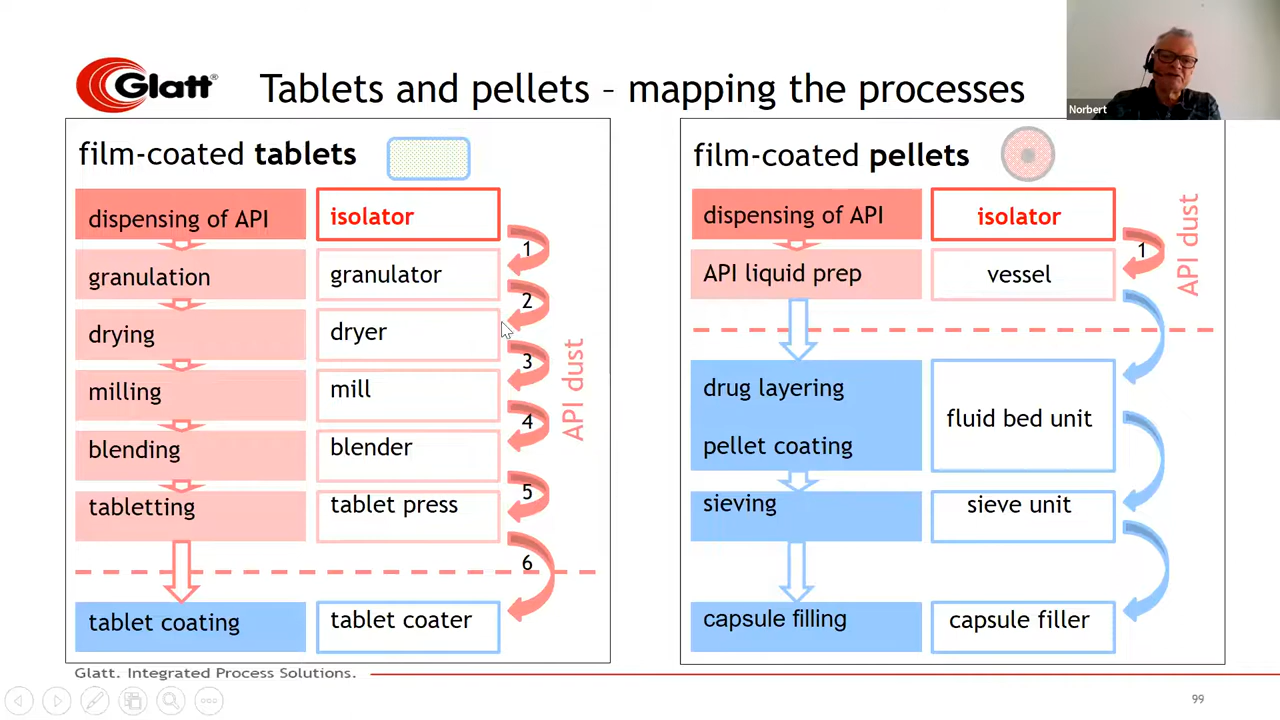 Glatt®
Tablets and pellets – mapping the processes
Norbert
film-coated tablets
dispensing of API
isolator
1
granulation
granulator
2
drying
dryer
3
milling
mill
4
blending
blender
5
tabletting
tablet press
6
tablet coating
tablet coater
API dust
film-coated pellets
dispensing of API
isolator
1
API liquid prep
vessel
API dust
drug layering
pellet coating
fluid bed unit
sieving
sieve unit
capsule filling
capsule filler
Glatt. Integrated Process Solutions.
99